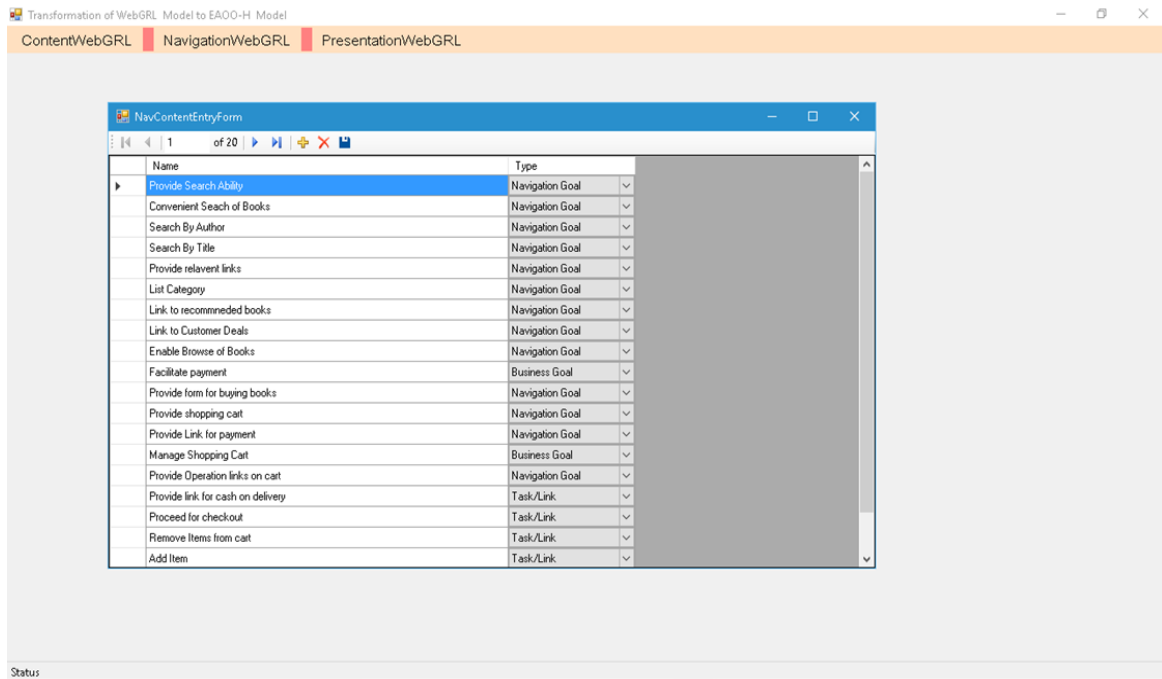 Transformation of WebGRL Model to EAOO-H Model
ContentWebGRL NavigationWebGRL PresentationWebGRL
NavContentEntryForm
1 of 20
Name Type
Provide Search Ability Navigation Goal
Convenient Seach of Books Navigation Goal
Search By Author Navigation Goal
Search By Title Navigation Goal
Provide relavent links Navigation Goal
List Category Navigation Goal
Link to recommneded books Navigation Goal
Link to Customer Deals Navigation Goal
Enable Browse of Books Navigation Goal
Facilitate payment Business Goal
Provide form for buying books Navigation Goal
Provide shopping cart Navigation Goal
Provide Link for payment Navigation Goal
Manage Shopping Cart Business Goal
Provide Operation links on cart Navigation Goal
Provide link for cash on delivery Task/Link
Proceed for checkout Task/Link
Remove Items from cart Task/Link
Add Item Task/Link
Status